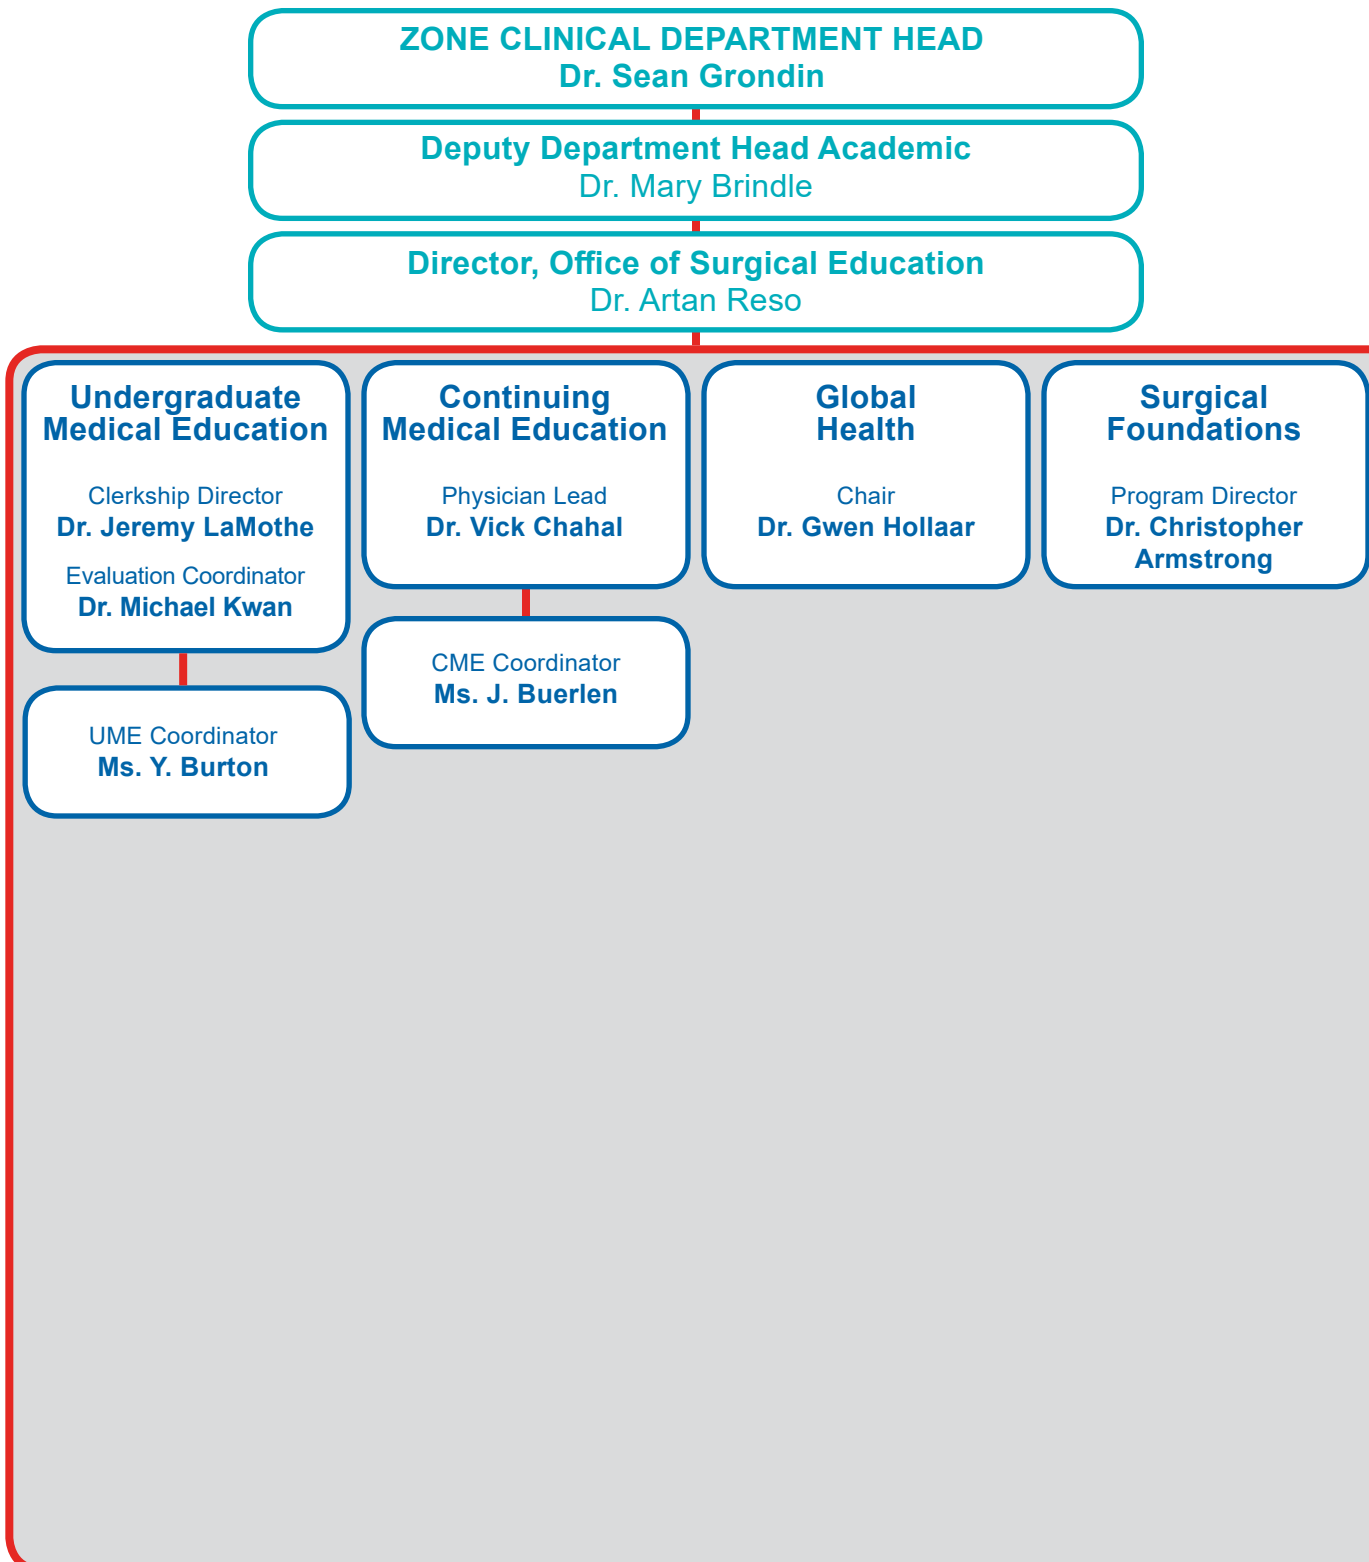 ZONE CLINICAL DEPARTMENT HEAD
Dr. Sean Grondin
Deputy Department Head Academic
Dr. Mary Brindle
Director, Office of Surgical Education
Dr. Artan Reso
Undergraduate
Medical Education
Clerkship Director
Dr. Jeremy LaMothe
Evaluation Coordinator
Dr. Michael Kwan
UME Coordinator
Ms. Y. Burton
Continuing
Medical Education
Physician Lead
Dr. Vick Chahal
CME Coordinator
Ms. J. Buerlen
Global
Health
Chair
Dr. Gwen Hollaar
Surgical
Foundations
Program Director
Dr. Christopher
Armstrong